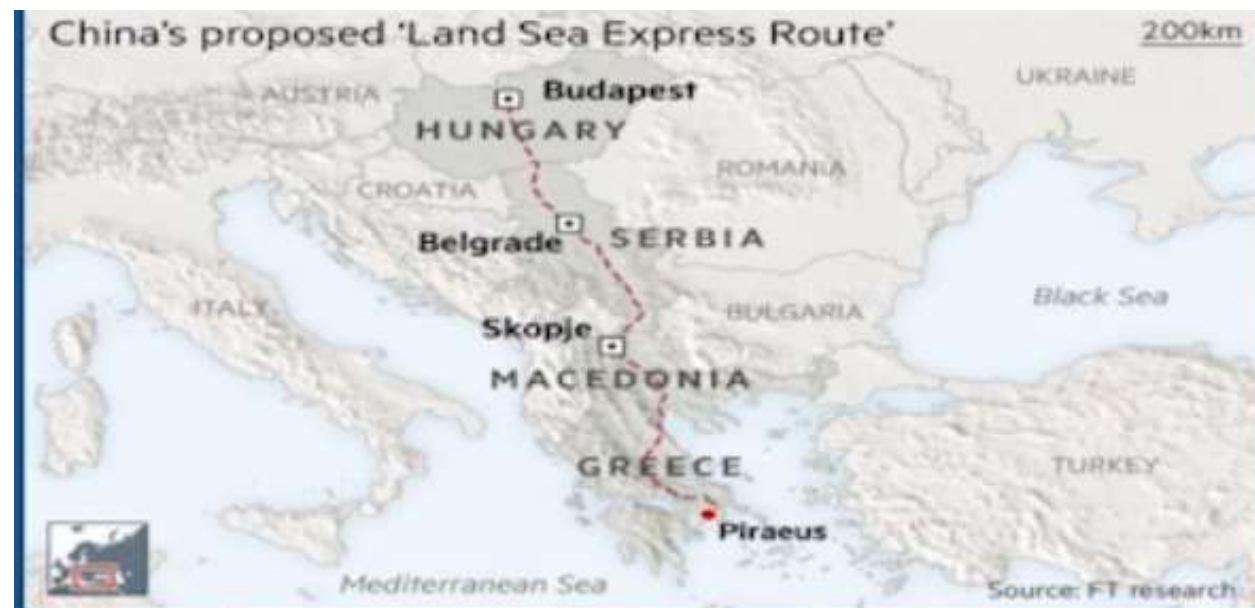 China's proposed 'Land Sea Express Route'
200km
UKRAINE
AUSTRIA
Budapest
HUNGARY
ROMANIA
CROATIA
Belgrade
SERBIA
ITALY
BULGARIA
Black Sea
Skopje
MACEDONIA
GREECE
TURKEY
Piraeus
Mediterranean Sea
Source: FT research